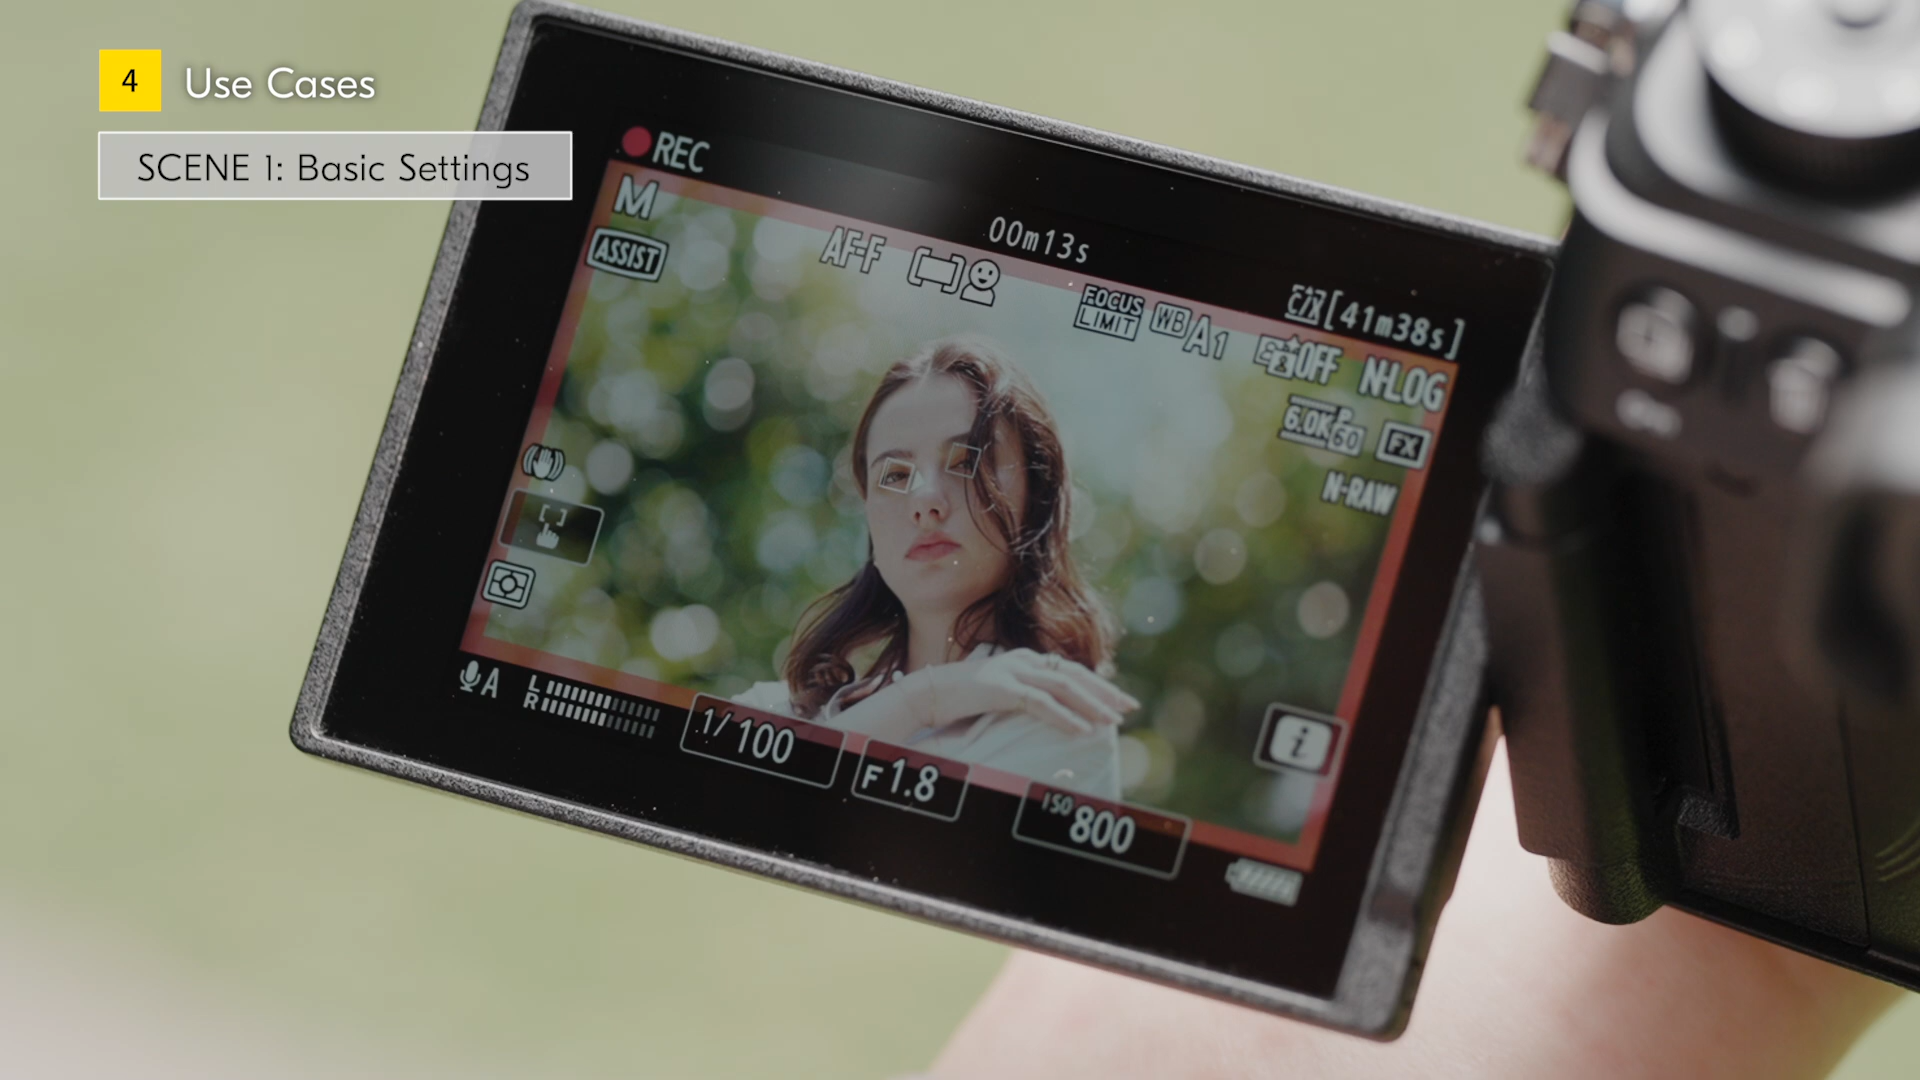 4 Use Cases
SCENE 1: Basic Settings
REC
00m13s
[41m38s]
M
ASSIST
AF-F
FOCUS
LIMIT
WB A1
OFF
N-LOG
6.0K P 60
FX
N-RAW
A
L
R
1/100
F1.8
ISO 800
i